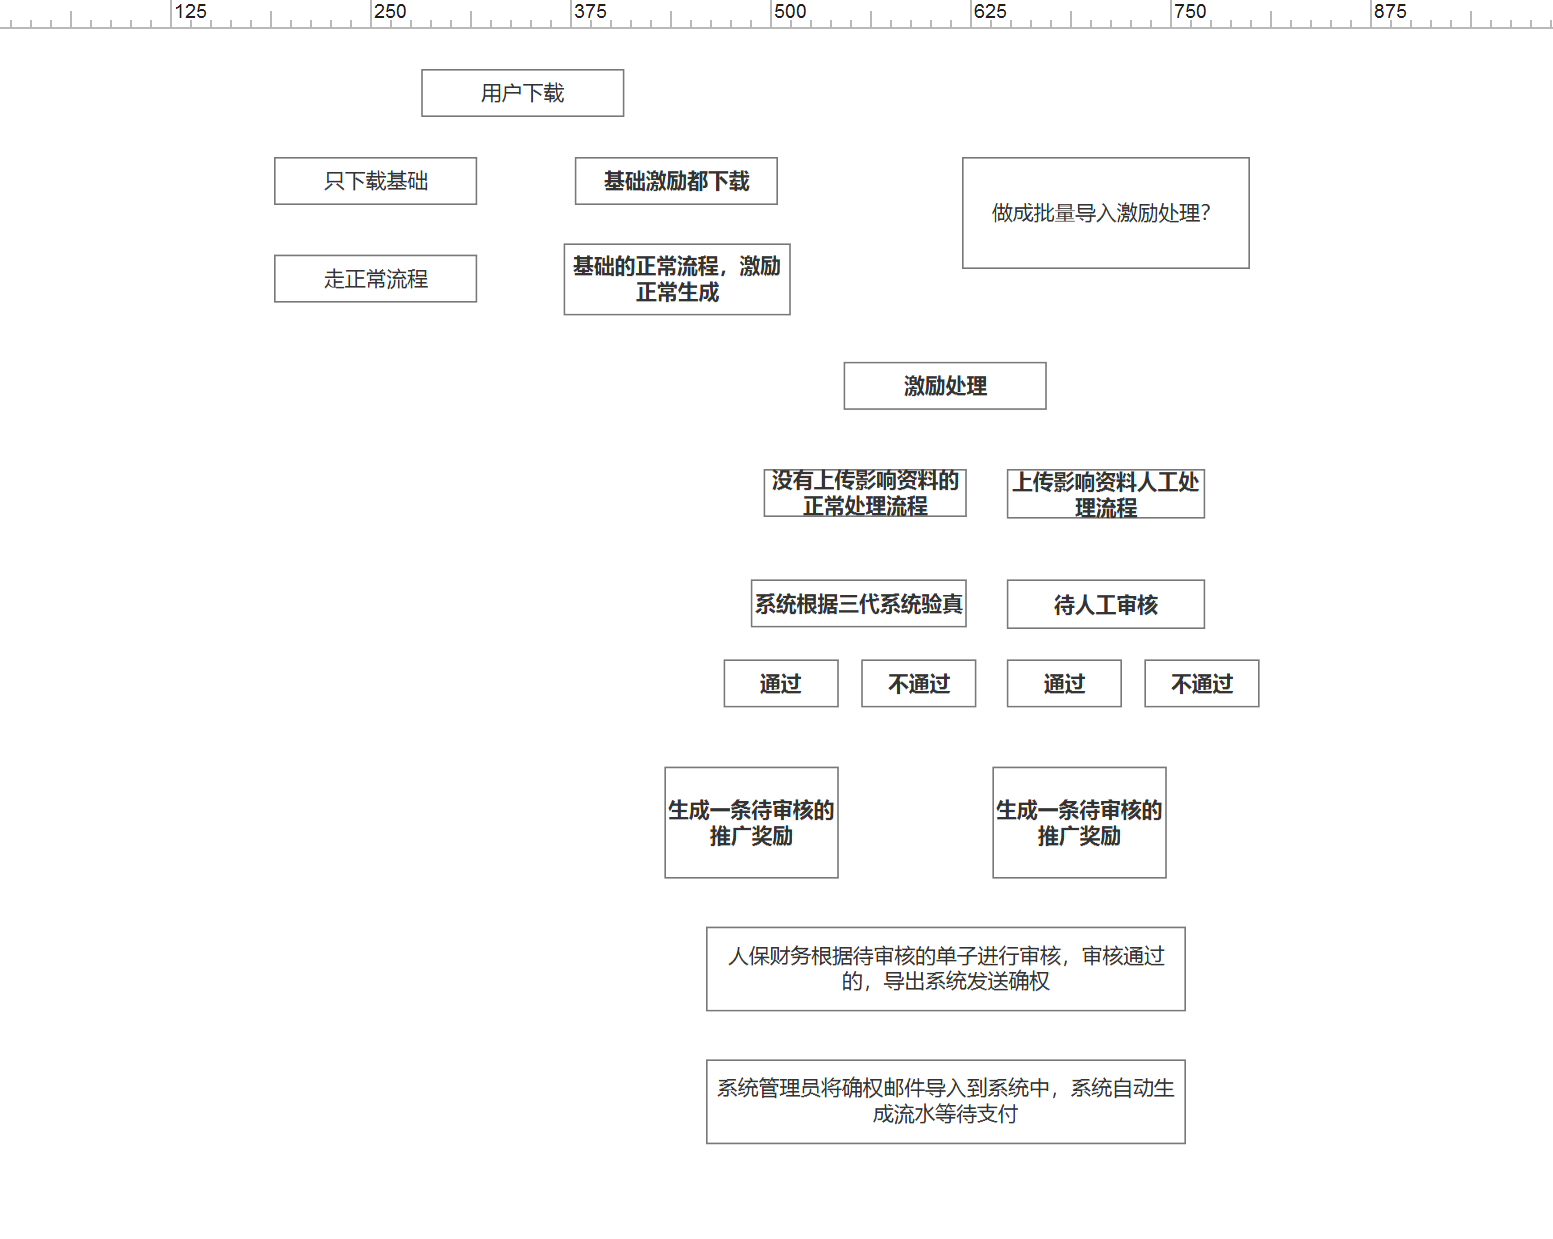 125 250 375 500 625 750 875
用户下载
只下载基础
基础激励都下载
做成批量导入激励处理？
走正常流程
基础的正常流程，激励
正常生成
激励处理
没有上传影响资料的
正常处理流程
上传影响资料人工处
理流程
系统根据三代系统验真
待人工审核
通过
不通过
通过
不通过
生成一条待审核的
推广奖励
生成一条待审核的
推广奖励
人保财务根据待审核的单子进行审核，审核通过
的，导出系统发送确权
系统管理员将确权邮件导入到系统中，系统自动生
成流水等待支付